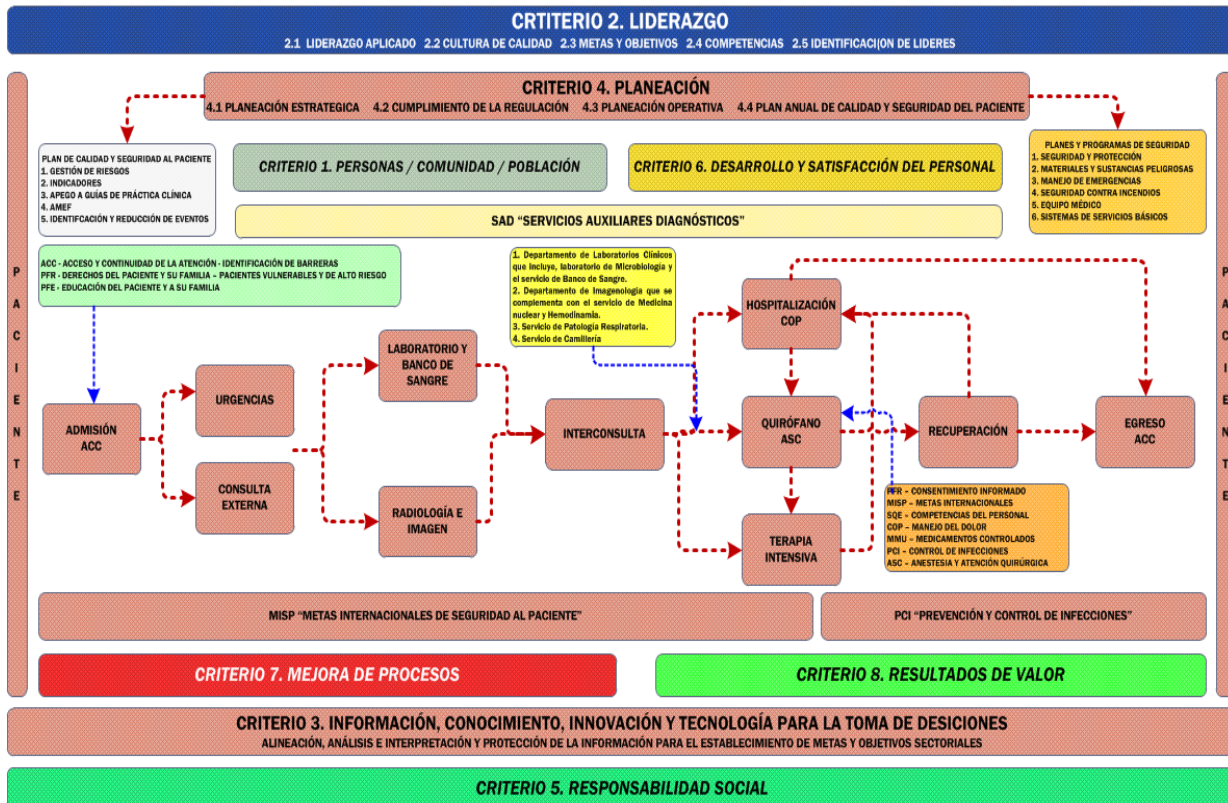 CRTITERIO 2. LIDERAZGO
2.1 LIDERAZGO APLICADO 2.2 CULTURA DE CALIDAD 2.3 METAS Y OBJETIVOS 2.4 COMPETENCIAS 2.5 IDENTIFICACI[ON DE LIDERES
CRITERIO 4. PLANEACIÓN
4.1 PLANEACIÓN ESTRATEGICA 4.2 CUMPLIMIENTO DE LA REGULACIÓN 4.3 PLANEACIÓN OPERATIVA 4.4 PLAN ANUAL DE CALIDAD Y SEGURIDAD DEL PACIENTE
PLAN DE CALIDAD Y SEGURIDAD AL PACIENTE
1. GESTIÓN DE RIESGOS
2. INDICADORES
3. APEGO A GUÍAS DE PRÁCTICA CLÍNICA
4. AMEF
5. IDENTIFCACIÓN Y REDUCCIÓN DE EVENTOS
CRITERIO 1. PERSONAS / COMUNIDAD / POBLACIÓN
CRITERIO 6. DESARROLLO Y SATISFACCIÓN DEL PERSONAL
PLANES Y PROGRAMAS DE SEGURIDAD
1. SEGURIDAD Y PROTECCIÓN
2. MATERIALES Y SUSTANCIAS PELIGROSAS
3. MANEJO DE EMERGENCIAS
4. SEGURIDAD CONTRA INCENDIOS
5. EQUIPO MÉDICO
6. SISTEMAS DE SERVICIOS BÁSICOS
SAD “SERVICIOS AUXILIARES DIAGNÓSTICOS”
ACC - ACCESO Y CONTINUIDAD DE LA ATENCIÓN - IDENTIFICACIÓN DE BARRERAS
PFR - DERECHOS DEL PACIENTE Y SU FAMILIA – PACIENTES VULNERABLES Y DE ALTO RIESGO
PFE - EDUCACIÓN DEL PACIENTE Y A SU FAMILIA
1. Departamento de Laboratorios Clínicos
que incluye, laboratorio de Microbiología y
el servicio de Banco de Sangre.
2. Departamento de Imagenología que se
complementa con el servicio de Medicina
nuclear y Hemodinamia.
3. Servicio de Patología Respiratoria.
4. Servicio de Camillería
PACIENTE
ADMISIÓN
ACC
URGENCIAS
CONSULTA
EXTERNA
LABORATORIO Y
BANCO DE
SANGRE
RADIOLOGÍA E
IMAGEN
INTERCONSULTA
HOSPITALIZACIÓN
COP
QUIRÓFANO
ASC
TERAPIA
INTENSIVA
RECUPERACIÓN
EGRESO
ACC
PACIENTE
PFR – CONSENTIMIENTO INFORMADO
MISP – METAS INTERNACIONALES
SQE – COMPETENCIAS DEL PERSONAL
COP – MANEJO DEL DOLOR
MMU – MEDICAMENTOS CONTROLADOS
PCI – CONTROL DE INFECCIONES
ASC – ANESTESIA Y ATENCIÓN QUIRÚRGICA
MISP “METAS INTERNACIONALES DE SEGURIDAD AL PACIENTE”
PCI “PREVENCIÓN Y CONTROL DE INFECCIONES”
CRITERIO 7. MEJORA DE PROCESOS
CRITERIO 8. RESULTADOS DE VALOR
CRITERIO 3. INFORMACIÓN, CONOCIMIENTO, INNOVACIÓN Y TECNOLOGÍA PARA LA TOMA DE DESICIONES
ALINEACIÓN, ANÁLISIS E INTERPRETACIÓN Y PROTECCIÓN DE LA INFORMACIÓN PARA EL ESTABLECIMIENTO DE METAS Y OBJETIVOS SECTORIALES
CRITERIO 5. RESPONSABILIDAD SOCIAL